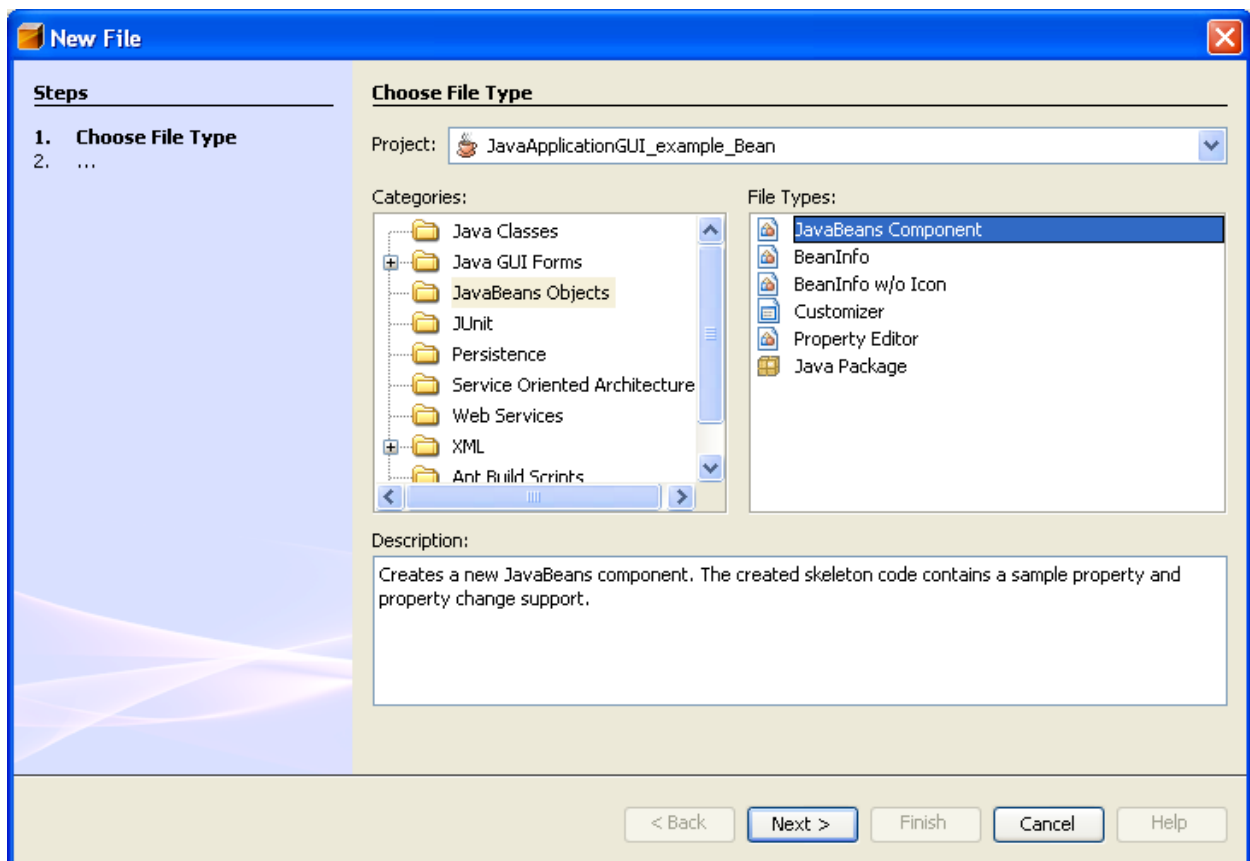 New File
Steps
1. Choose File Type
2. ...
Choose File Type
Project: JavaApplicationGUI_example_Bean
Categories:
Java Classes
Java GUI Forms
JavaBeans Objects
JUnit
Persistence
Service Oriented Architecture
Web Services
XML
Ant Build Scripts
File Types:
JavaBeans Component
BeanInfo
BeanInfo w/o Icon
Customizer
Property Editor
Java Package
Description:
Creates a new JavaBeans component. The created skeleton code contains a sample property and
property change support.
< Back Next > Finish Cancel Help